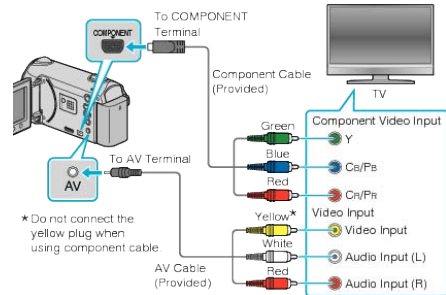 To COMPONENT
Terminal
COMPONENT
Component Cable
(Provided)
TV
Component Video Input
Green
Y
Blue
CB/PB
Red
CR/PR
To AV Terminal
AV
Video Input
Yellow*
Video Input
White
Audio Input (L)
Red
Audio Input (R)
* Do not connect the
yellow plug when
using component cable.
AV Cable
(Provided)